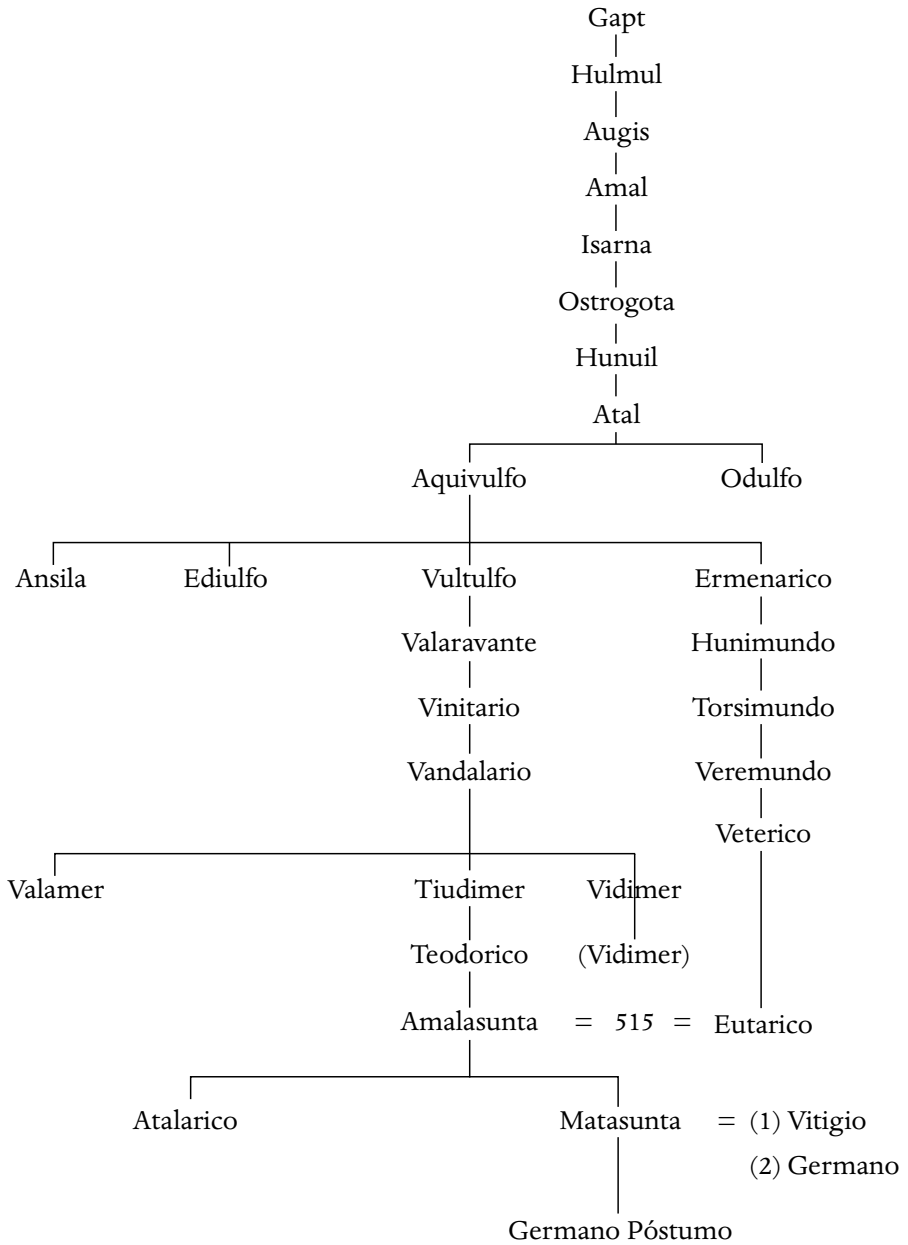 Gapt
Hulmul
Augis
Amal
Isarna
Ostrogota
Hunuil
Atal
Aquivulfo Odulfo
Ansila Ediulfo Vultulfo Ermenarico
Valaravante Hunimundo
Vinitario Torsimundo
Vandalario Veremundo
Veterico
Valamer Tiudimer Vidimer
Teodorico (Vidimer)
Amalasunta = 515 = Eutarico
Atalarico Matasunta = (1) Vitigio
(2) Germano
Germano Póstumo